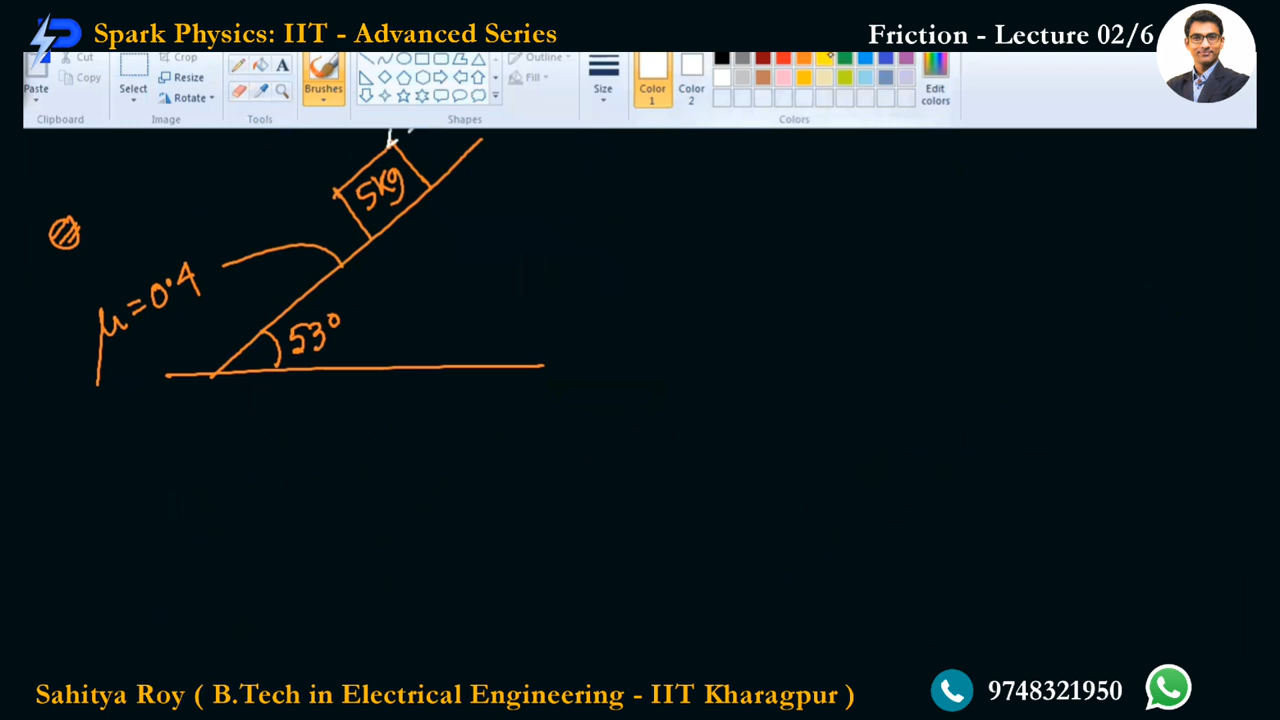 Spark Physics: IIT - Advanced Series
Friction - Lecture 02/6
Cut
Crop
Outline
Paste
Copy
Select
Resize
Rotate
Brushes
Fill
Size
Color 1
Color 2
Edit colors
Clipboard
Image
Tools
Shapes
Colors
5kg
μ=0.4
53°
Sahitya Roy ( B.Tech in Electrical Engineering - IIT Kharagpur )
9748321950